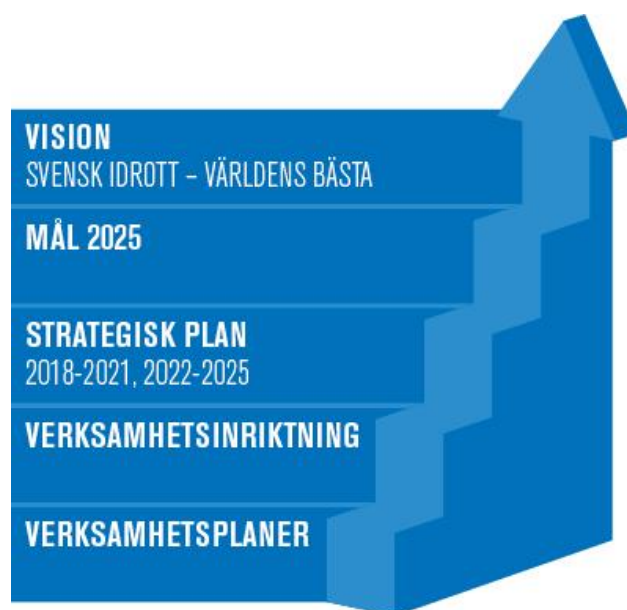 VISION
SVENSK IDROTT – VÄRLDENS BÄSTA
MÅL 2025
STRATEGISK PLAN
2018-2021, 2022-2025
VERKSAMHETSINRIKTNING
VERKSAMHETSPLANER